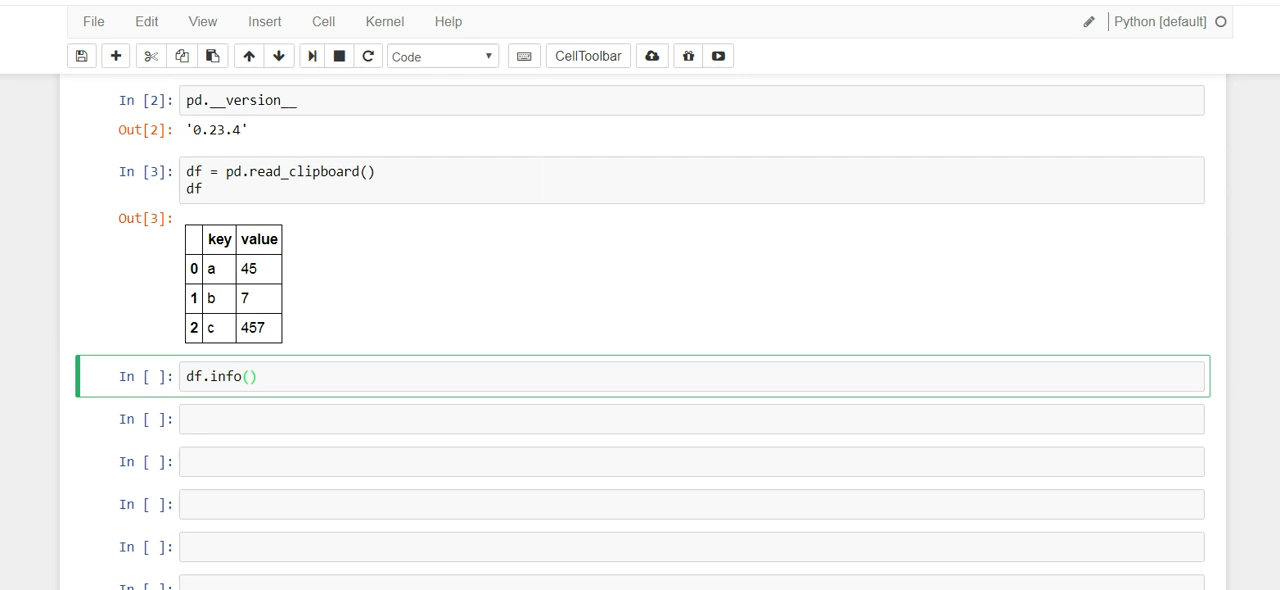 File Edit View Insert Cell Kernel Help Python [default]
Code CellToolbar
In [2]: pd.__version__
Out[2]: '0.23.4'
In [3]: df = pd.read_clipboard()
df
Out[3]:
key value
0 a 45
1 b 7
2 c 457
In [ ]: df.info()
In [ ]:
In [ ]:
In [ ]:
In [ ]:
In [ ]: